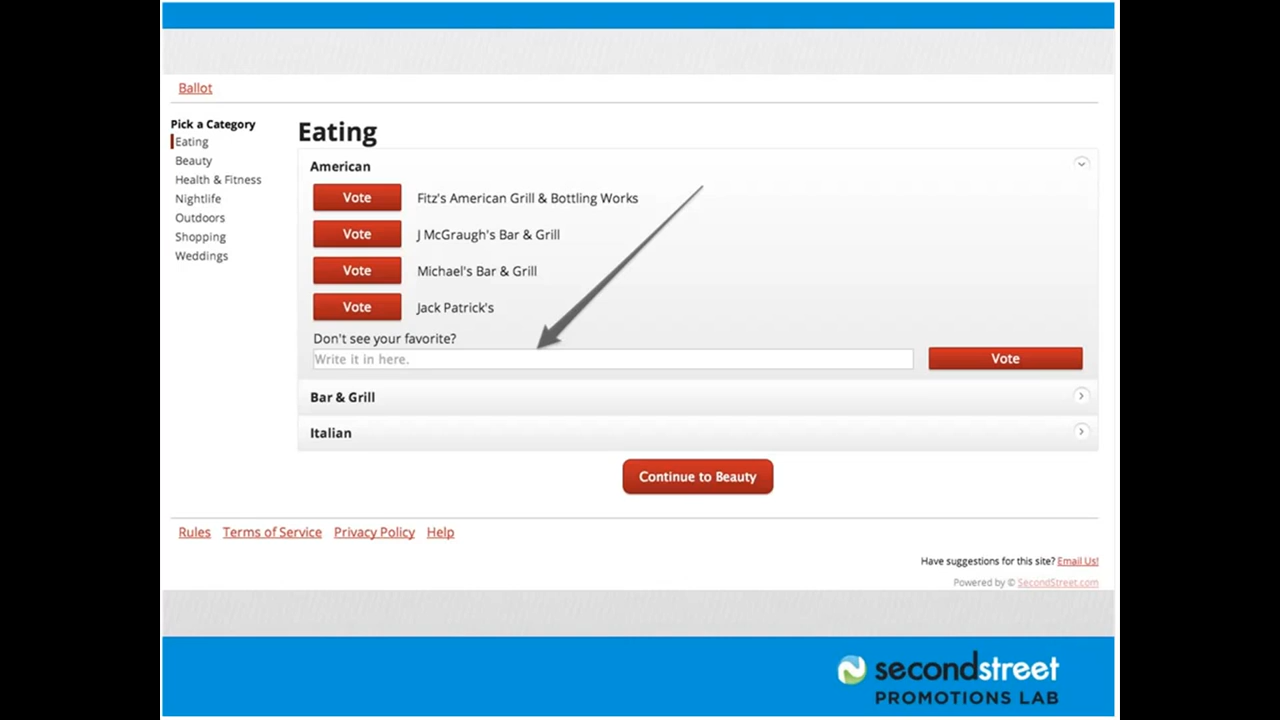 Ballot
Pick a Category
Eating
Beauty
Health & Fitness
Nightlife
Outdoors
Shopping
Weddings
Eating
American
Vote Fitz's American Grill & Bottling Works
Vote J McGraugh's Bar & Grill
Vote Michael's Bar & Grill
Vote Jack Patrick's
Don't see your favorite?
Write it in here. Vote
Bar & Grill
Italian
Continue to Beauty
Rules Terms of Service Privacy Policy Help
Have suggestions for this site? Email Us!
Powered by © SecondStreet.com
secondstreet
PROMOTIONS LAB